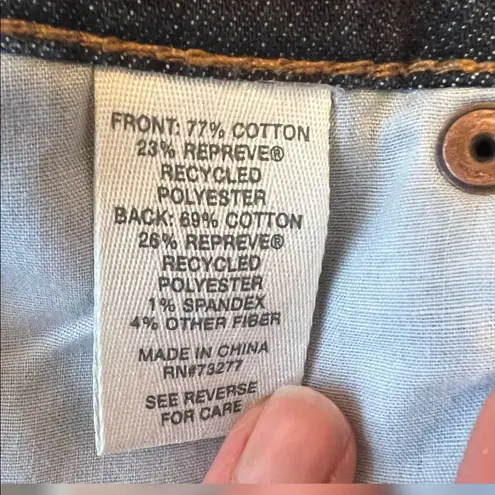 FRONT: 77% COTTON
23% REPREVE®
RECYCLED
POLYESTER
BACK: 69% COTTON
26% REPREVE®
RECYCLED
POLYESTER
1% SPANDEX
4% OTHER FIBER
MADE IN CHINA
RN#73277
SEE REVERSE
FOR CARE